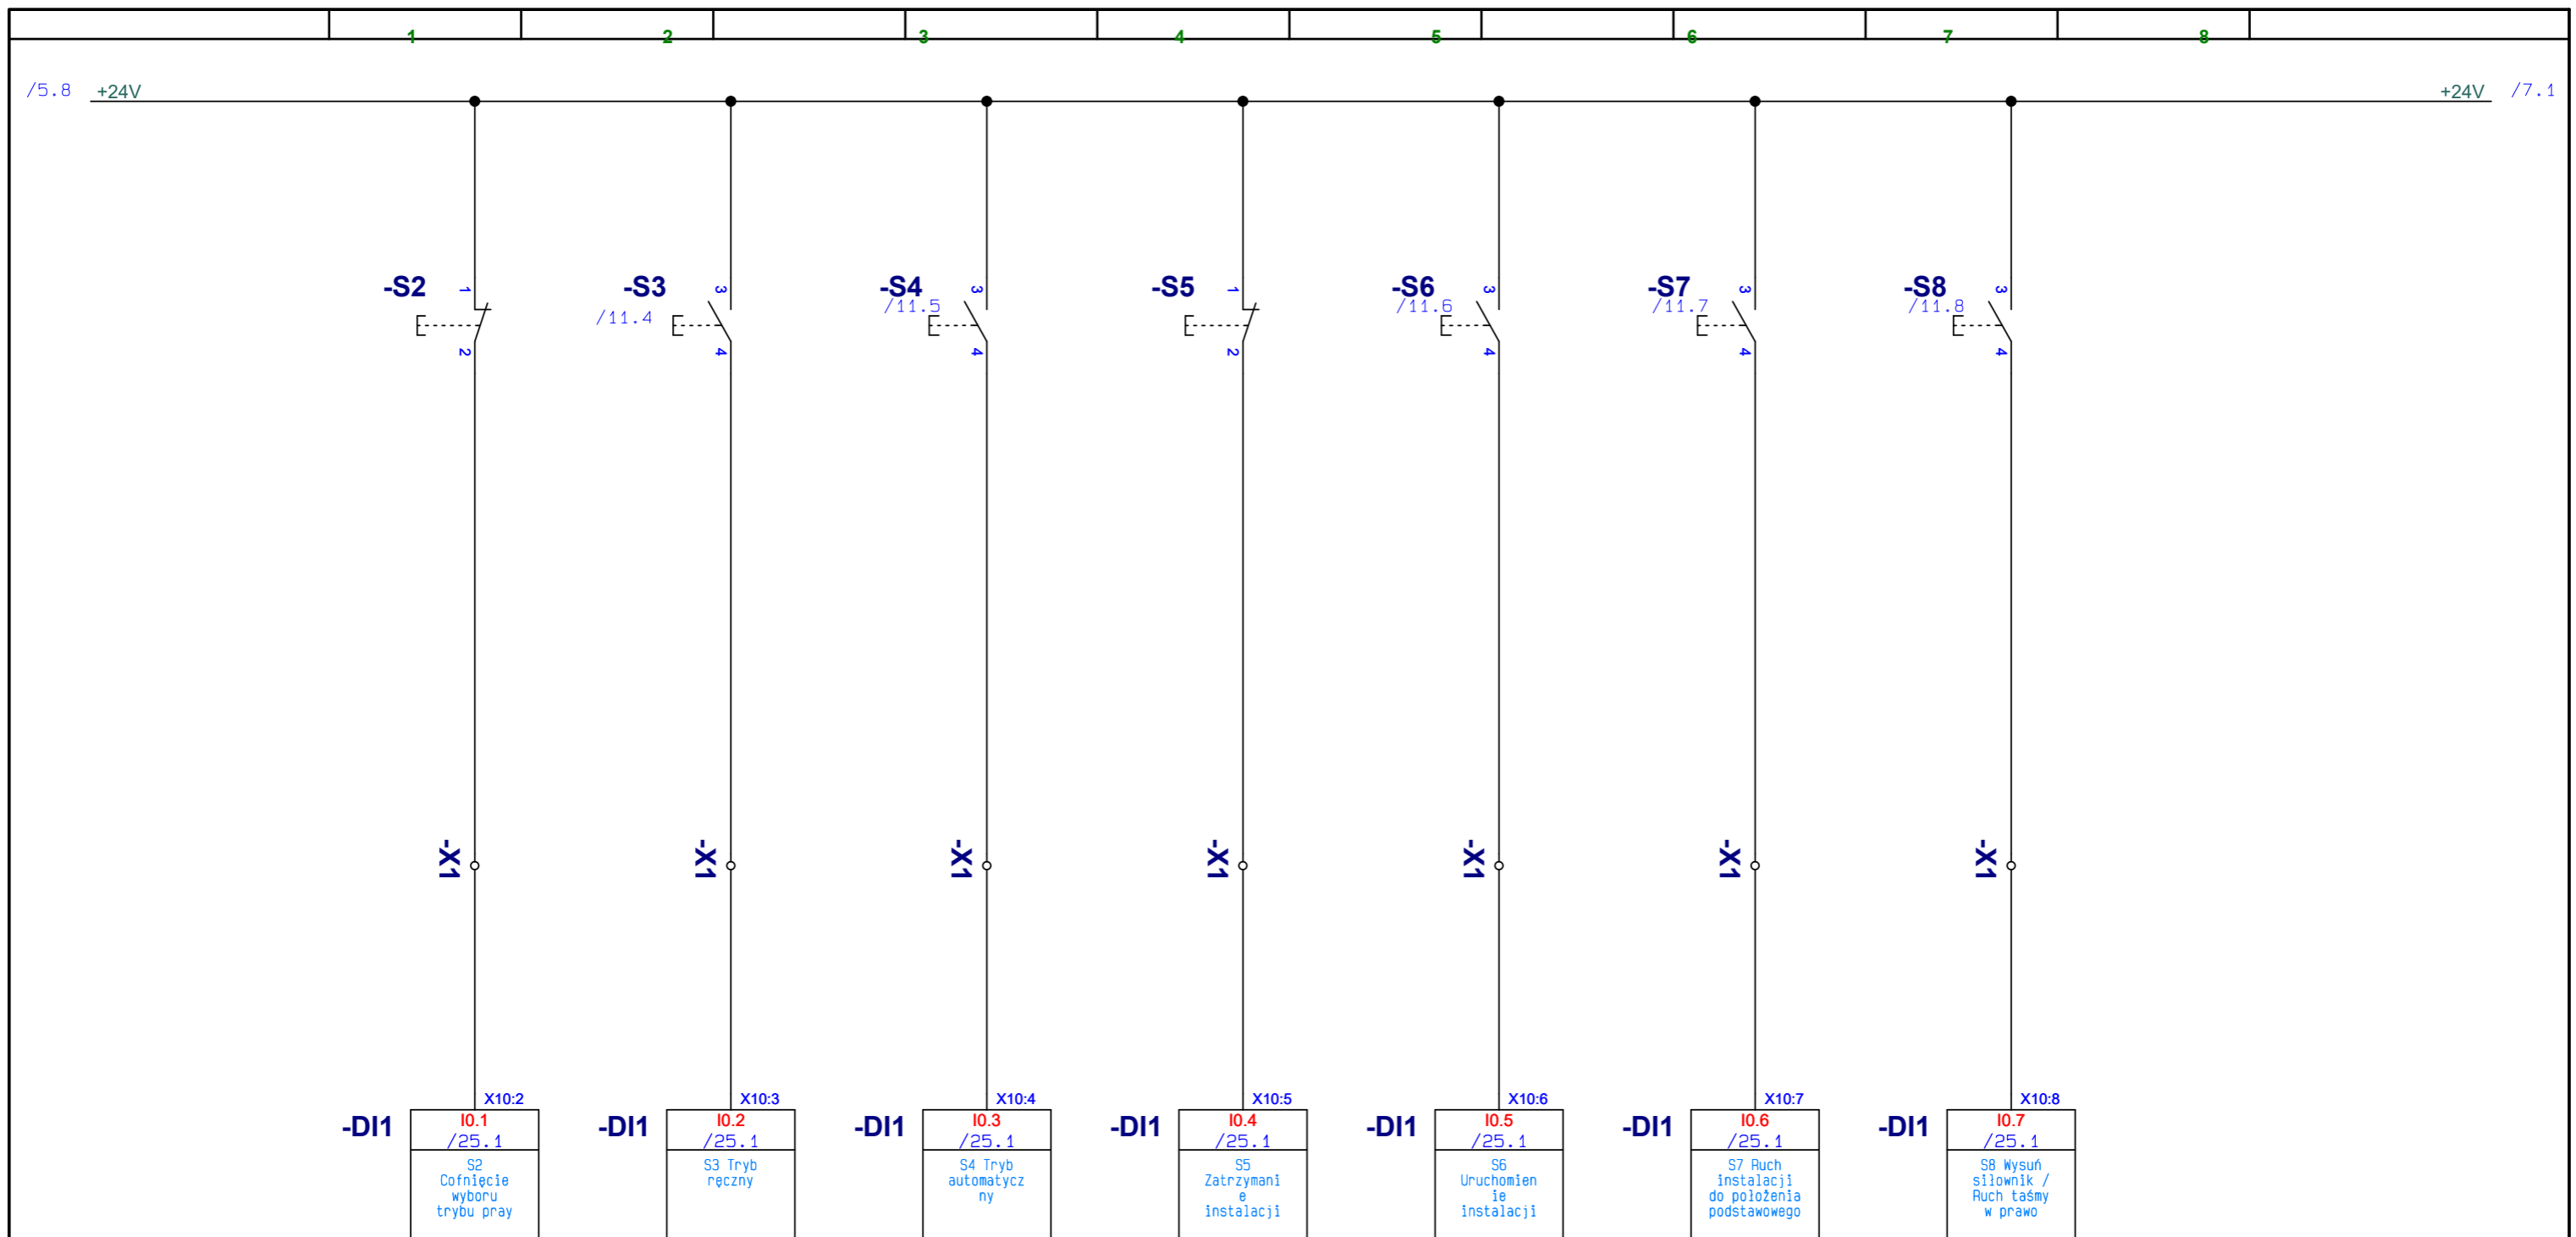 1 2 3 4 5 6 7 8
/5.8 +24V +24V /7.1
-S2 1 -S3 3 -S4 3 -S5 1 -S6 3 -S7 3 -S8 3
/11.4 /11.5 /11.6 /11.7 /11.8
2 4 4 2 4 4 4
-X1 -X1 -X1 -X1 -X1 -X1 -X1
X10:2 X10:3 X10:4 X10:5 X10:6 X10:7 X10:8
-DI1 I0.1 -DI1 I0.2 -DI1 I0.3 -DI1 I0.4 -DI1 I0.5 -DI1 I0.6 -DI1 I0.7
/25.1 /25.1 /25.1 /25.1 /25.1 /25.1 /25.1
S2
Cofnięcie
wyboru
trybu pray
S3 Tryb
ręczny
S4 Tryb
automatycz
ny
S5
Zatrzymani
e
instalacji
S6
Uruchomien
ie
instalacji
S7 Ruch
instalacji
do położenia
podstawowego
S8 Wysuń
siłownik /
Ruch taśmy
w prawo